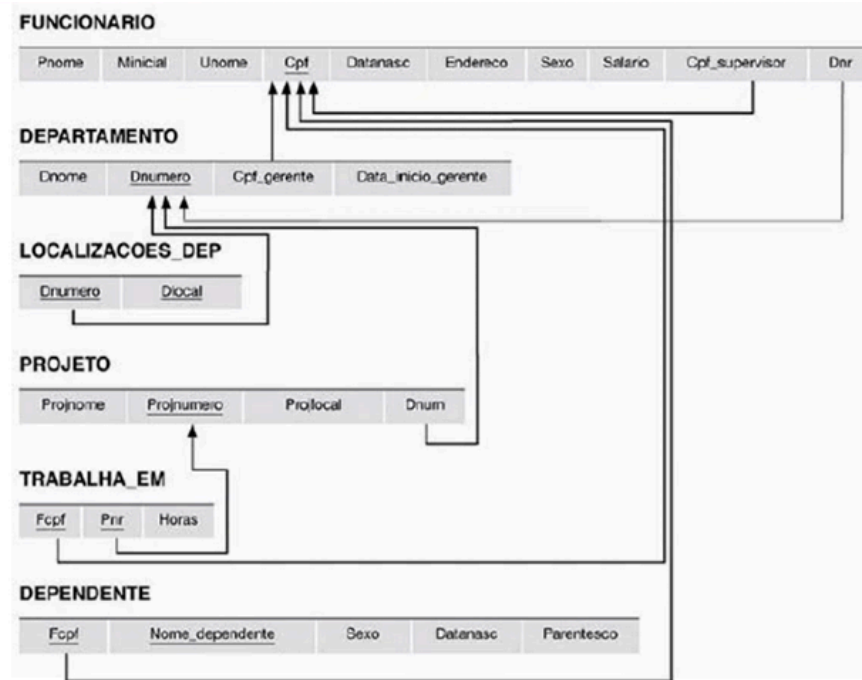 FUNCIONARIO
Pnome Minicial Unome Cpf Datanasc Endereco Sexo Salario Cpf_supervisor Dnr
DEPARTAMENTO
Dnome Dnumero Cpf_gerente Data_inicio_gerente
LOCALIZACOES_DEP
Dnumero Dlocal
PROJETO
Projnome Projnumero Projlocal Dnum
TRABALHA_EM
Fcpf Pnr Horas
DEPENDENTE
Fcpf Nome_dependente Sexo Datanasc Parentesco